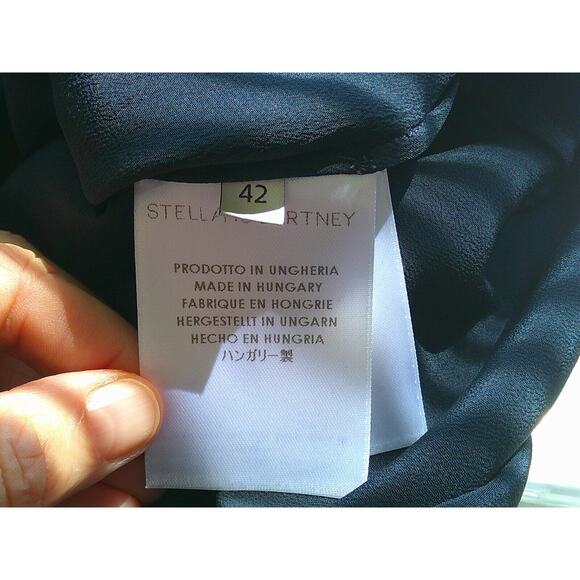 42
STELLA McCARTNEY
PRODOTTO IN UNGHERIA
MADE IN HUNGARY
FABRIQUE EN HONGRIE
HERGESTELLT IN UNGARN
HECHO EN HUNGRIA
ハンガリー製